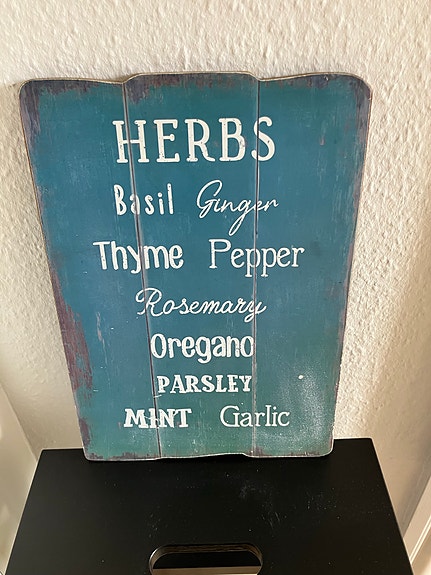 HERBS
Basil Ginger
Thyme Pepper
Rosemary
Oregano
PARSLEY
MINT Garlic